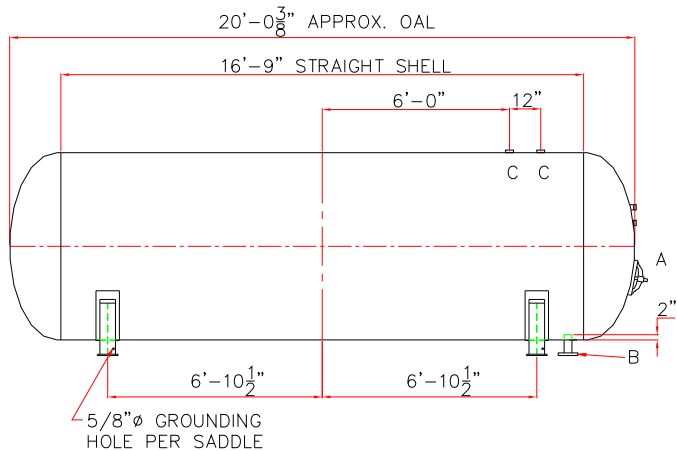 20'-0 3/8" APPROX. OAL
16'-9" STRAIGHT SHELL
6'-0"
12"
C
C
A
2"
B
6'-10 1/2"
6'-10 1/2"
5/8"ø GROUNDING
HOLE PER SADDLE